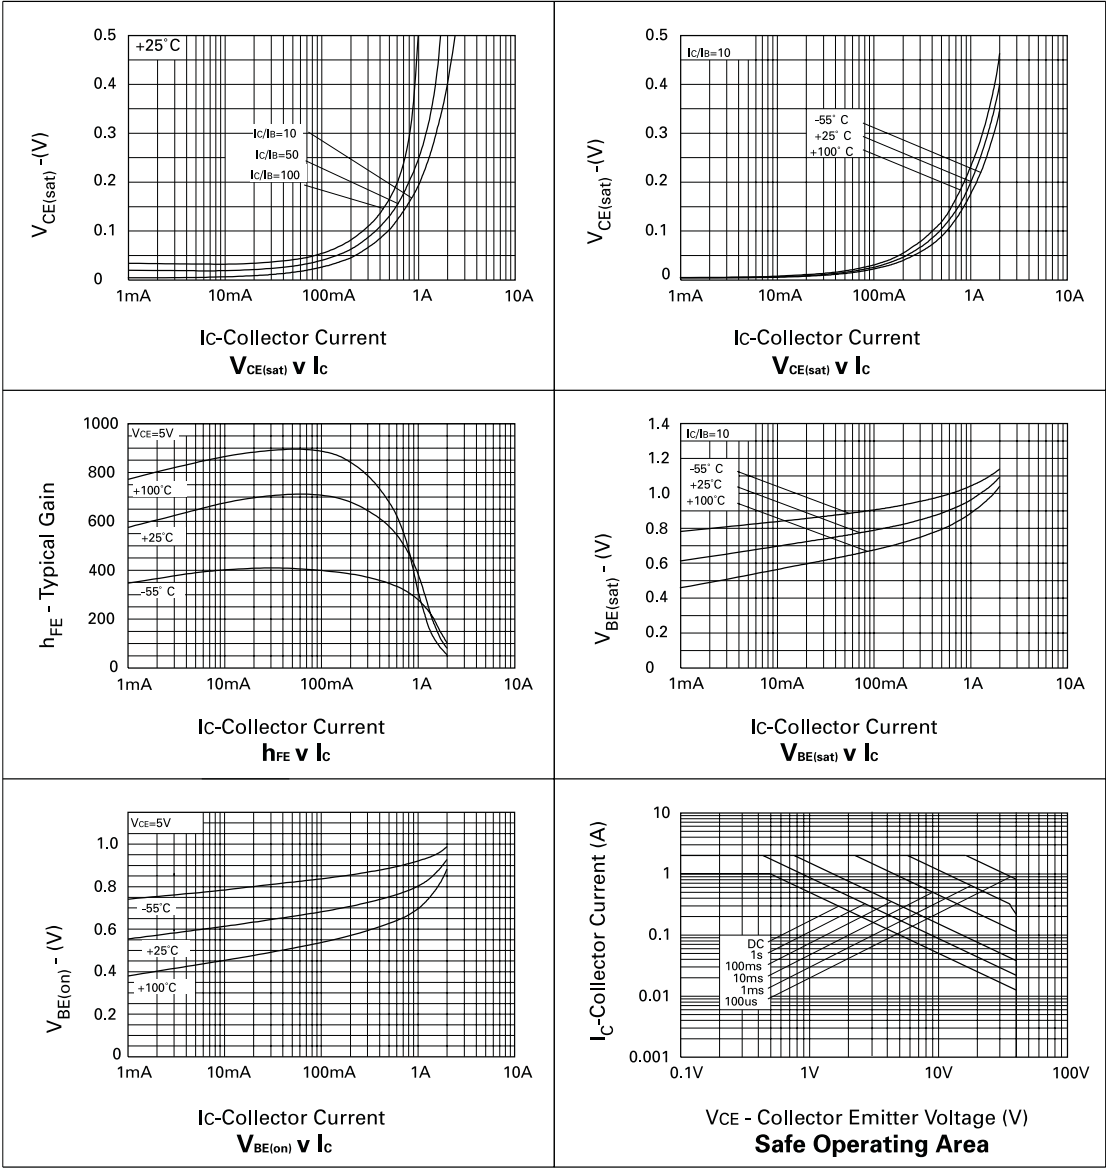 +25°C
0.5
0.4
0.3
0.2
0.1
0
IC/IB=10
IC/IB=50
IC/IB=100
VCE(sat) -(V)
1mA 10mA 100mA 1A 10A
IC-Collector Current
VCE(sat) v IC
IC/IB=10
0.5
0.4
0.3
0.2
0.1
0
-55° C
+25° C
+100° C
VCE(sat) -(V)
1mA 10mA 100mA 1A 10A
IC-Collector Current
VCE(sat) v IC
VCE=5V
1000
800
600
400
200
0
+100°C
+25°C
-55° C
hFE - Typical Gain
1mA 10mA 100mA 1A 10A
IC-Collector Current
hFE v IC
IC/IB=10
1.4
1.2
1.0
0.8
0.6
0.4
0.2
0
-55° C
+25°C
+100°C
VBE(sat) - (V)
1mA 10mA 100mA 1A 10A
IC-Collector Current
VBE(sat) v IC
VCE=5V
1.0
0.8
0.6
0.4
0.2
0
-55°C
+25°C
+100°C
VBE(on) - (V)
1mA 10mA 100mA 1A 10A
IC-Collector Current
VBE(on) v IC
10
1
0.1
0.01
0.001
DC
1s
100ms
10ms
1ms
100us
IC-Collector Current (A)
0.1V 1V 10V 100V
VCE - Collector Emitter Voltage (V)
Safe Operating Area